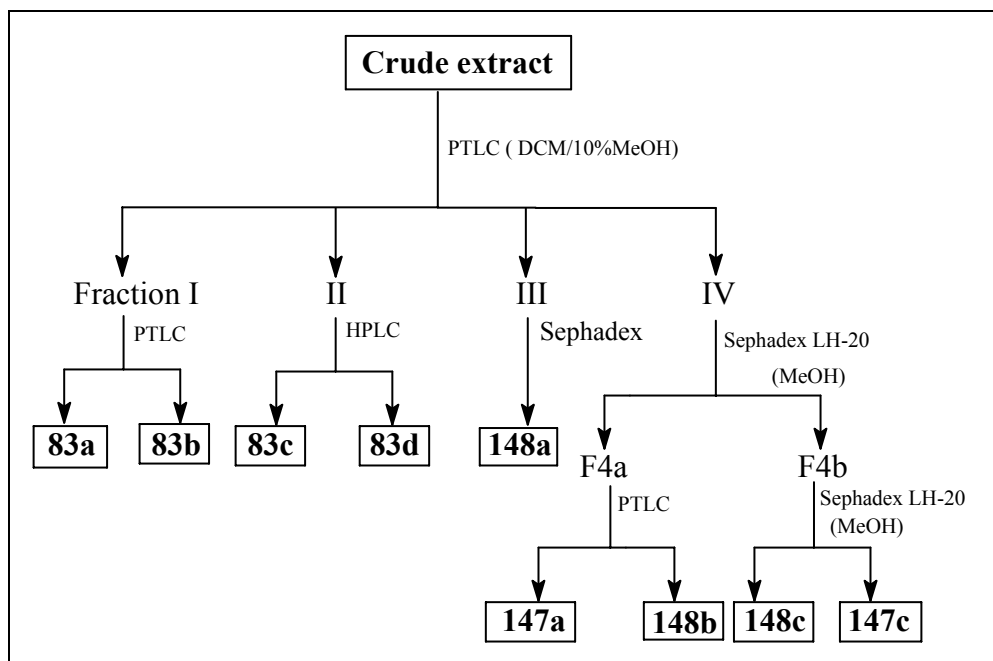 Crude extract
PTLC ( DCM/10%MeOH)
Fraction I
II
III
IV
PTLC
HPLC
Sephadex
Sephadex LH-20
(MeOH)
83a
83b
83c
83d
148a
F4a
F4b
PTLC
Sephadex LH-20
(MeOH)
147a
148b
148c
147c